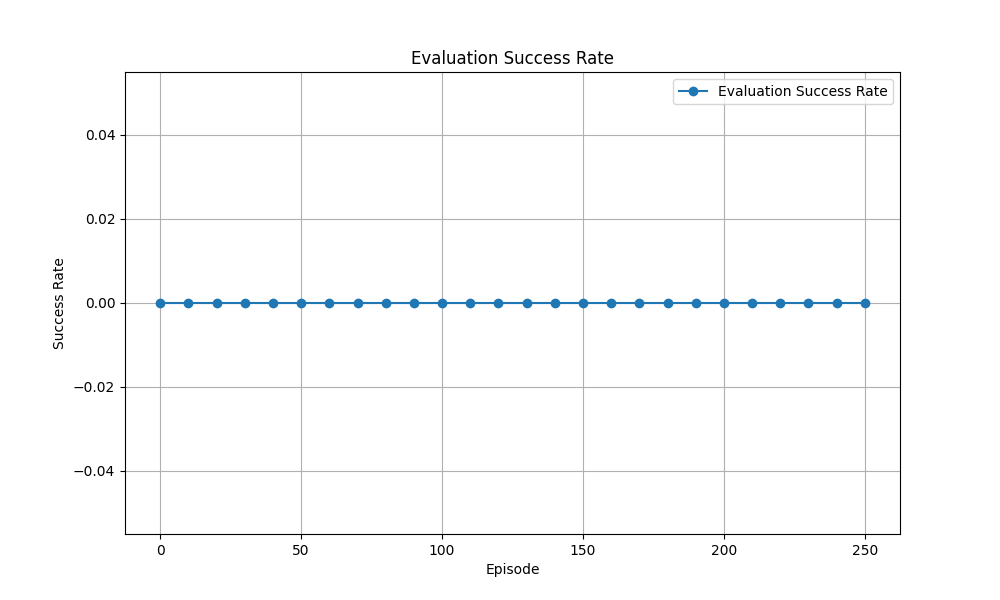 Evaluation Success Rate
Evaluation Success Rate
0.04
0.02
0.00
−0.02
−0.04
Success Rate
0 50 100 150 200 250
Episode